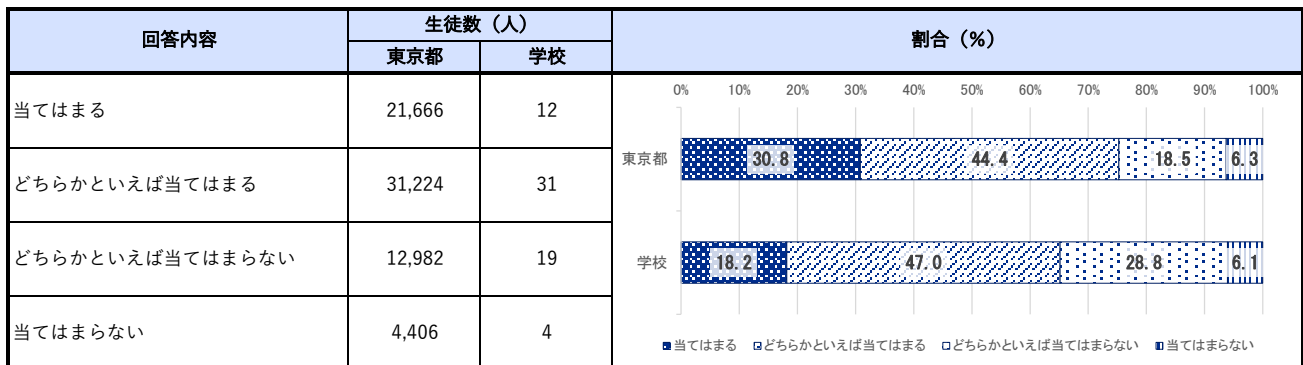 回答内容 生徒数（人） 割合（%）
東京都 学校
当てはまる 21,666 12
どちらかといえば当てはまる 31,224 31
どちらかといえば当てはまらない 12,982 19
当てはまらない 4,406 4
0% 10% 20% 30% 40% 50% 60% 70% 80% 90% 100%
東京都 30.8 44.4 18.5 6.3
学校 18.2 47.0 28.8 6.1
当てはまる どちらかといえば当てはまる どちらかといえば当てはまらない 当てはまらない